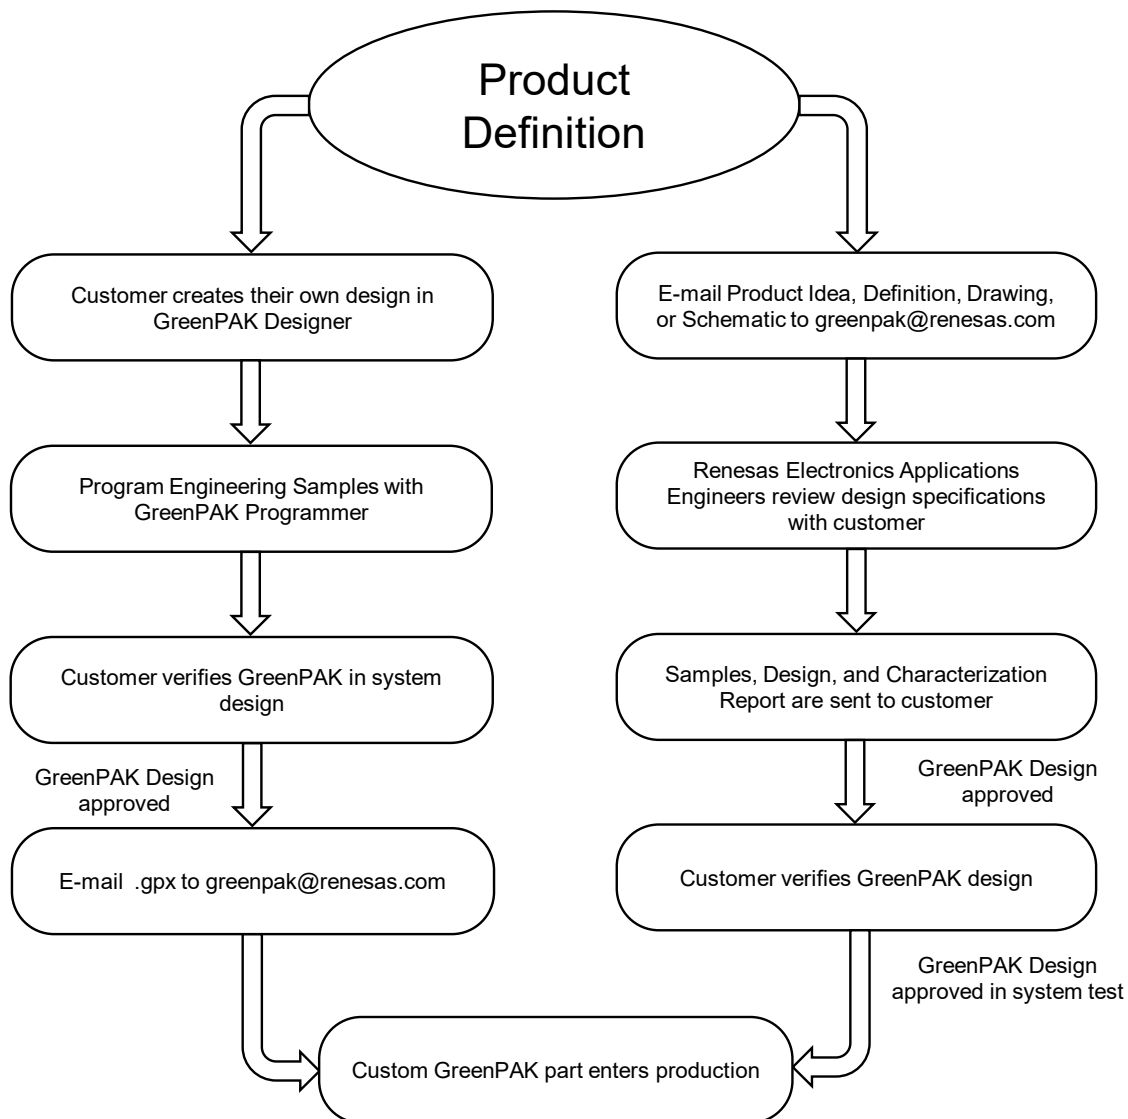 Product
Definition
Customer creates their own design in
GreenPAK Designer
Program Engineering Samples with
GreenPAK Programmer
Customer verifies GreenPAK in system
design
GreenPAK Design
approved
E-mail .gpx to greenpak@renesas.com
E-mail Product Idea, Definition, Drawing,
or Schematic to greenpak@renesas.com
Renesas Electronics Applications
Engineers review design specifications
with customer
Samples, Design, and Characterization
Report are sent to customer
GreenPAK Design
approved
Customer verifies GreenPAK design
GreenPAK Design
approved in system test
Custom GreenPAK part enters production